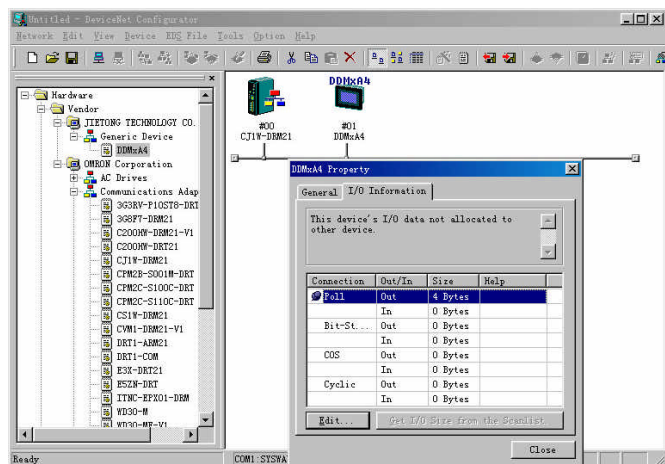 Untitled - DeviceNet Configurator
Network Edit View Device EDS File Tools Option Help
Hardware
Vendor
JIETONG TECHNOLOGY CO.
Generic Device
DDMxA4
OMRON Corporation
AC Drives
Communications Adap
3G3RV-P10ST8-DRT
3G8F7-DRM21
C200HW-DRM21-V1
C200HW-DRT21
CJ1W-DRM21
CPM2B-S001M-DRT
CPM2C-S100C-DRT
CPM2C-S110C-DRT
CS1W-DRM21
CVM1-DRM21-V1
DRT1-ARM21
DRT1-COM
E3X-DRT21
E5ZN-DRT
ITNC-EPX01-DRM
WD30-M
WD30-ME-V1
DDMxA4
#00
CJ1W-DRM21
#01
DDMxA4
DDMxA4 Property
General I/O Information
This device's I/O data not allocated to
other device.
Connection Out/In Size Help
Poll Out 4 Bytes
In 0 Bytes
Bit-St... Out 0 Bytes
In 0 Bytes
COS Out 0 Bytes
In 0 Bytes
Cyclic Out 0 Bytes
In 0 Bytes
Edit... Get I/O Size from the Scanlist
Close
Ready COM1:SYSWA